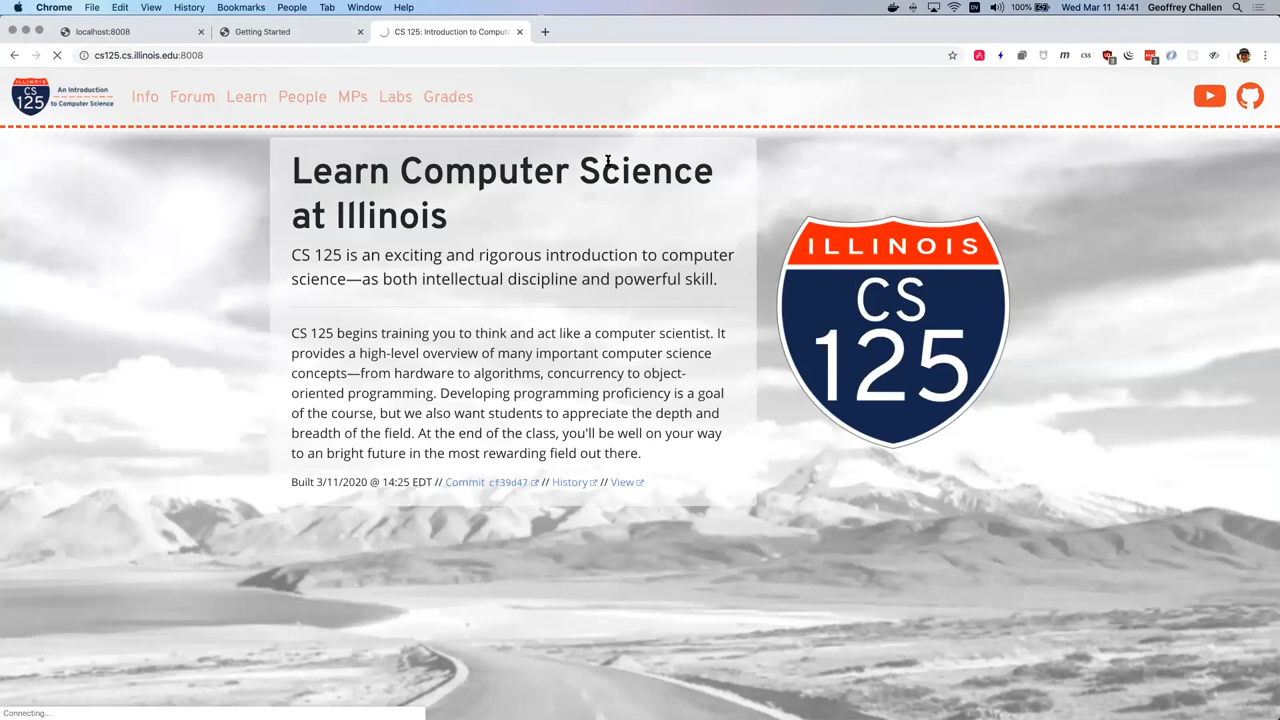 Chrome File Edit View History Bookmarks People Tab Window Help 100% Wed Mar 11 14:41 Geoffrey Challen
localhost:8008 Getting Started CS 125: Introduction to Comput
cs125.cs.illinois.edu:8008
ILLINOIS
CS
125
An Introduction
to Computer Science
Info Forum Learn People MPs Labs Grades
Learn Computer Science
at Illinois
CS 125 is an exciting and rigorous introduction to computer
science—as both intellectual discipline and powerful skill.
CS 125 begins training you to think and act like a computer scientist. It
provides a high-level overview of many important computer science
concepts—from hardware to algorithms, concurrency to object-
oriented programming. Developing programming proficiency is a goal
of the course, but we also want students to appreciate the depth and
breadth of the field. At the end of the class, you'll be well on your way
to an bright future in the most rewarding field out there.
Built 3/11/2020 @ 14:25 EDT // Commit cf39d47 // History // View
ILLINOIS
CS
125
Connecting...